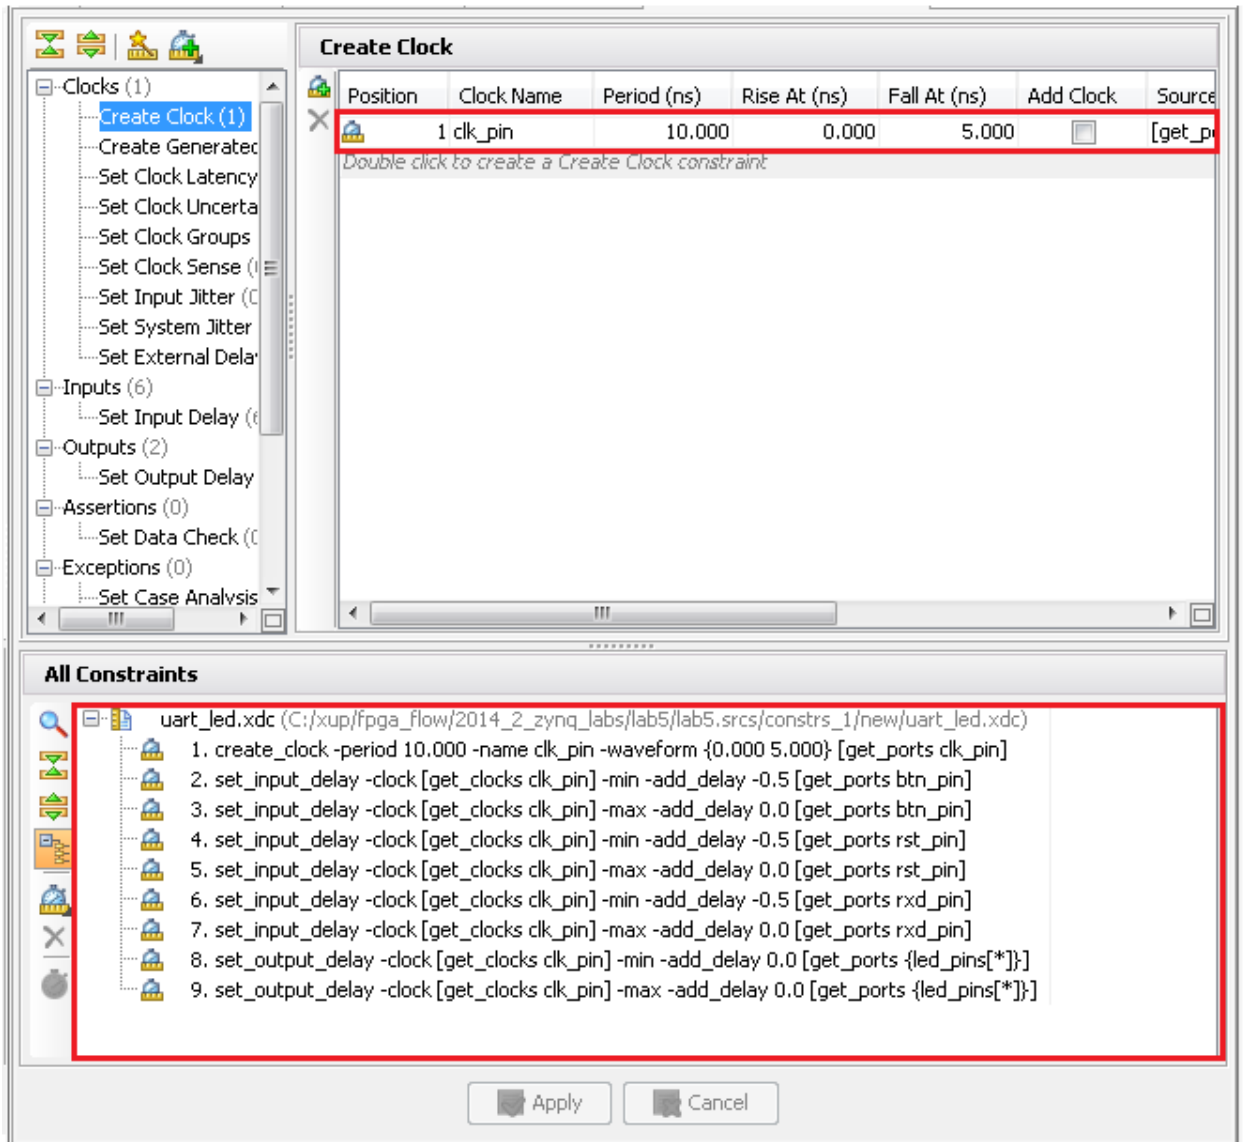 Clocks (1)
Create Clock (1)
Create Generated
Set Clock Latency
Set Clock Uncerta
Set Clock Groups
Set Clock Sense (
Set Input Jitter (
Set System Jitter
Set External Dela
Inputs (6)
Set Input Delay (
Outputs (2)
Set Output Delay
Assertions (0)
Set Data Check (
Exceptions (0)
Set Case Analysis
Create Clock
Position Clock Name Period (ns) Rise At (ns) Fall At (ns) Add Clock Source
1 clk_pin 10.000 0.000 5.000 [get_p
Double click to create a Create Clock constraint
All Constraints
uart_led.xdc (C:/xup/fpga_flow/2014_2_zynq_labs/lab5/lab5.srcs/constrs_1/new/uart_led.xdc)
1. create_clock -period 10.000 -name clk_pin -waveform {0.000 5.000} [get_ports clk_pin]
2. set_input_delay -clock [get_clocks clk_pin] -min -add_delay -0.5 [get_ports btn_pin]
3. set_input_delay -clock [get_clocks clk_pin] -max -add_delay 0.0 [get_ports btn_pin]
4. set_input_delay -clock [get_clocks clk_pin] -min -add_delay -0.5 [get_ports rst_pin]
5. set_input_delay -clock [get_clocks clk_pin] -max -add_delay 0.0 [get_ports rst_pin]
6. set_input_delay -clock [get_clocks clk_pin] -min -add_delay -0.5 [get_ports rxd_pin]
7. set_input_delay -clock [get_clocks clk_pin] -max -add_delay 0.0 [get_ports rxd_pin]
8. set_output_delay -clock [get_clocks clk_pin] -min -add_delay 0.0 [get_ports {led_pins[*]}]
9. set_output_delay -clock [get_clocks clk_pin] -max -add_delay 0.0 [get_ports {led_pins[*]}]
Apply Cancel